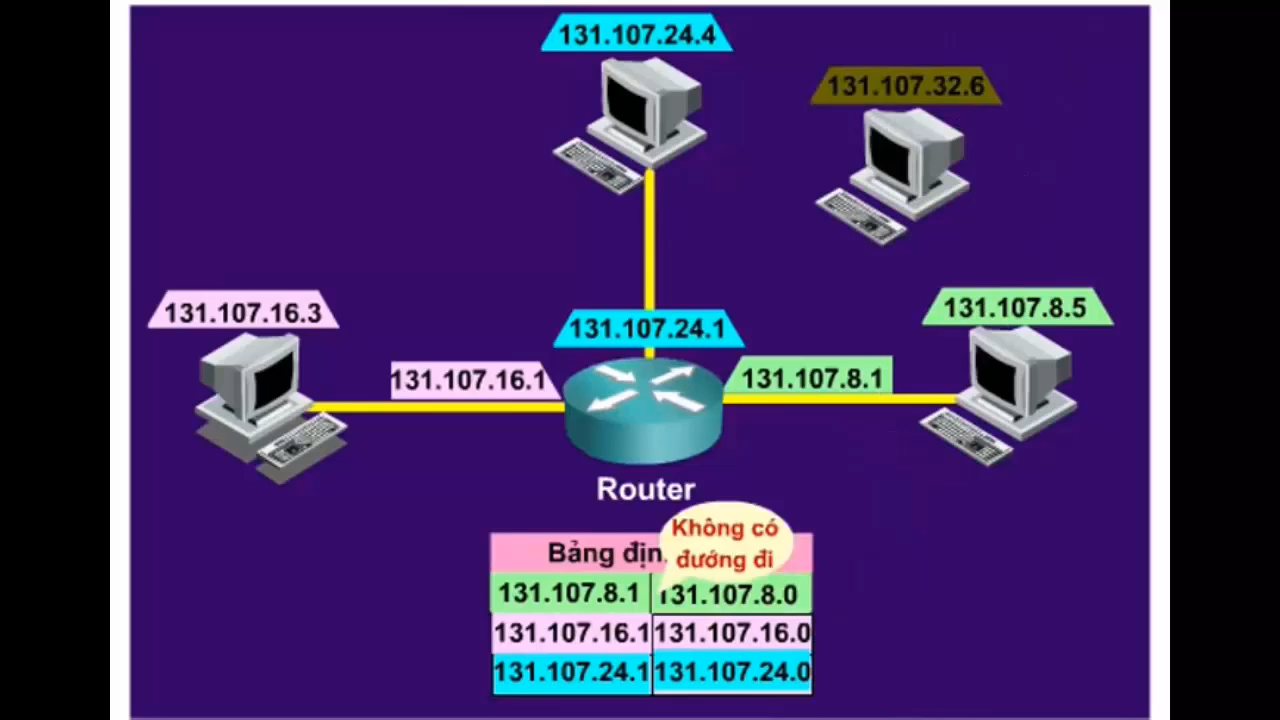 131.107.24.4
131.107.32.6
131.107.16.3
131.107.8.5
131.107.24.1
131.107.16.1
131.107.8.1
Router
Không có
đướng đi
Bảng địn
131.107.8.1 131.107.8.0
131.107.16.1 131.107.16.0
131.107.24.1 131.107.24.0